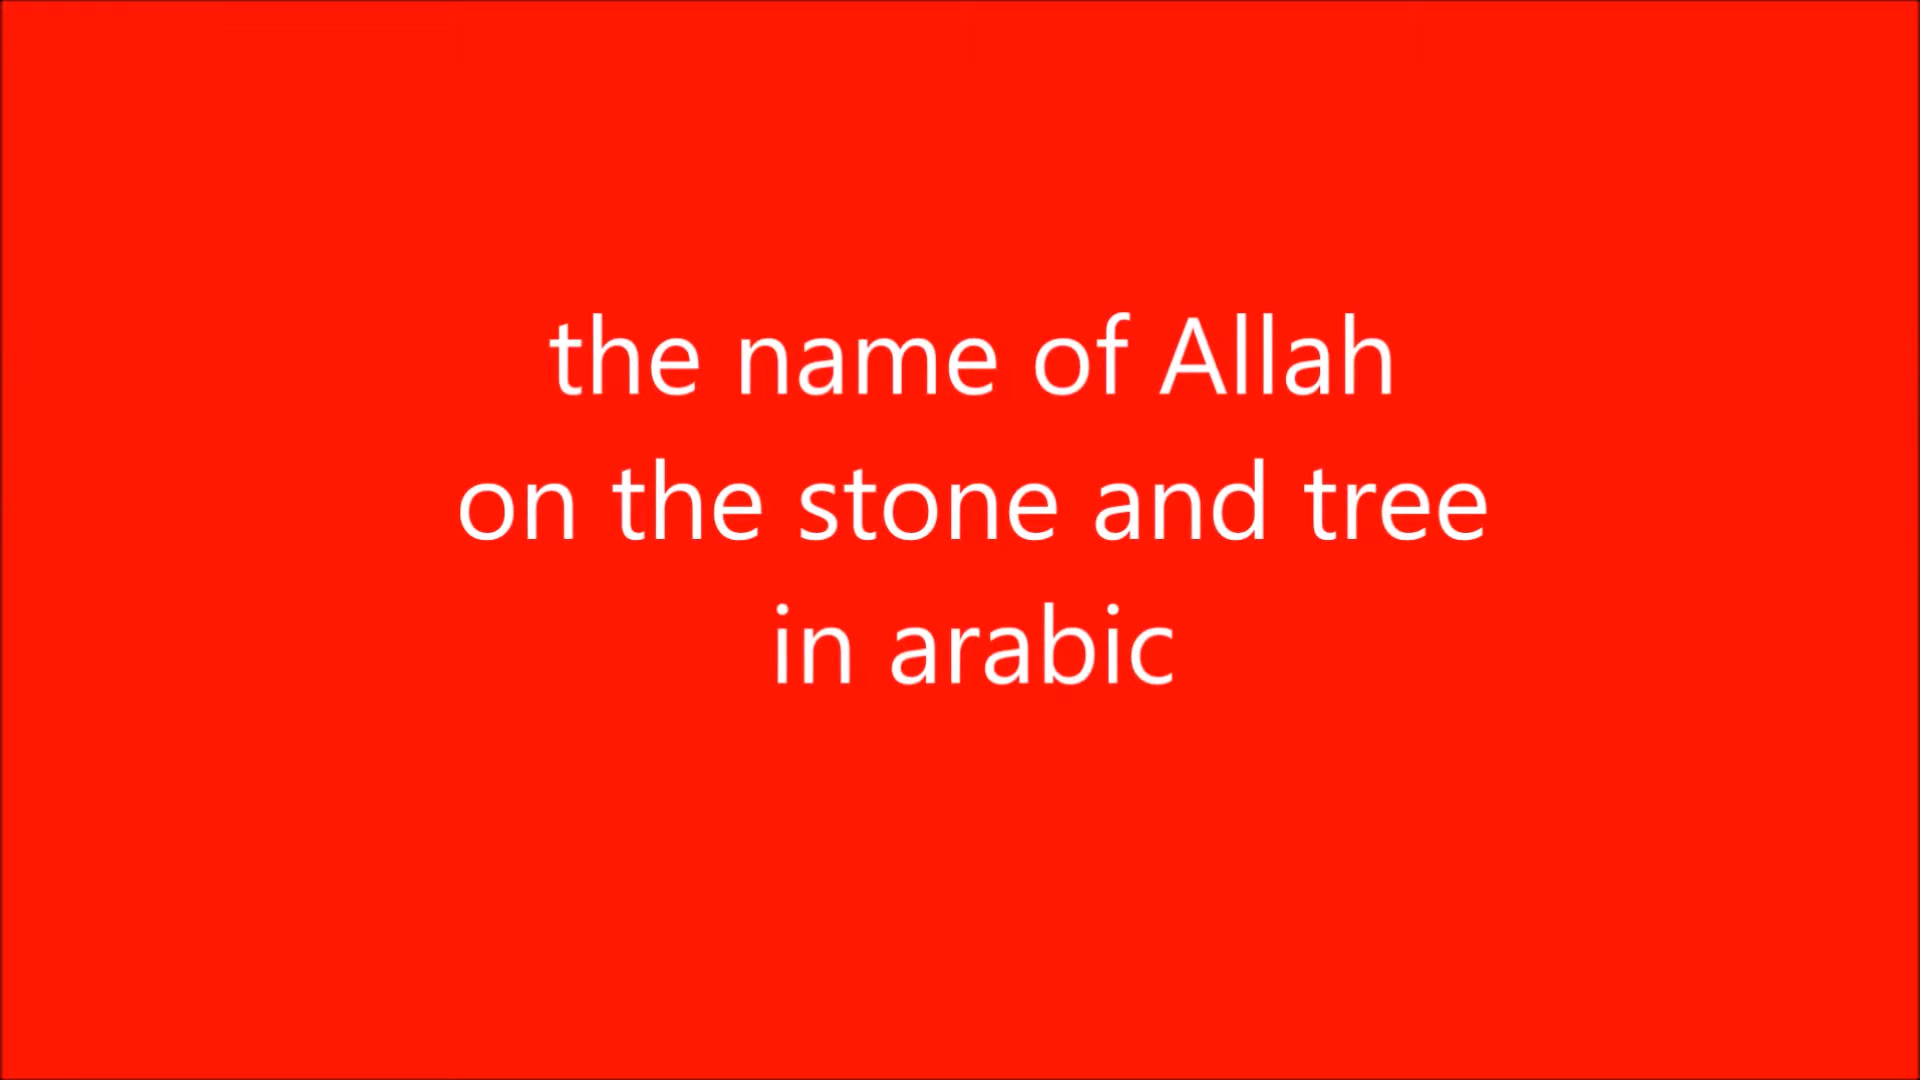 the name of Allah
on the stone and tree
in arabic